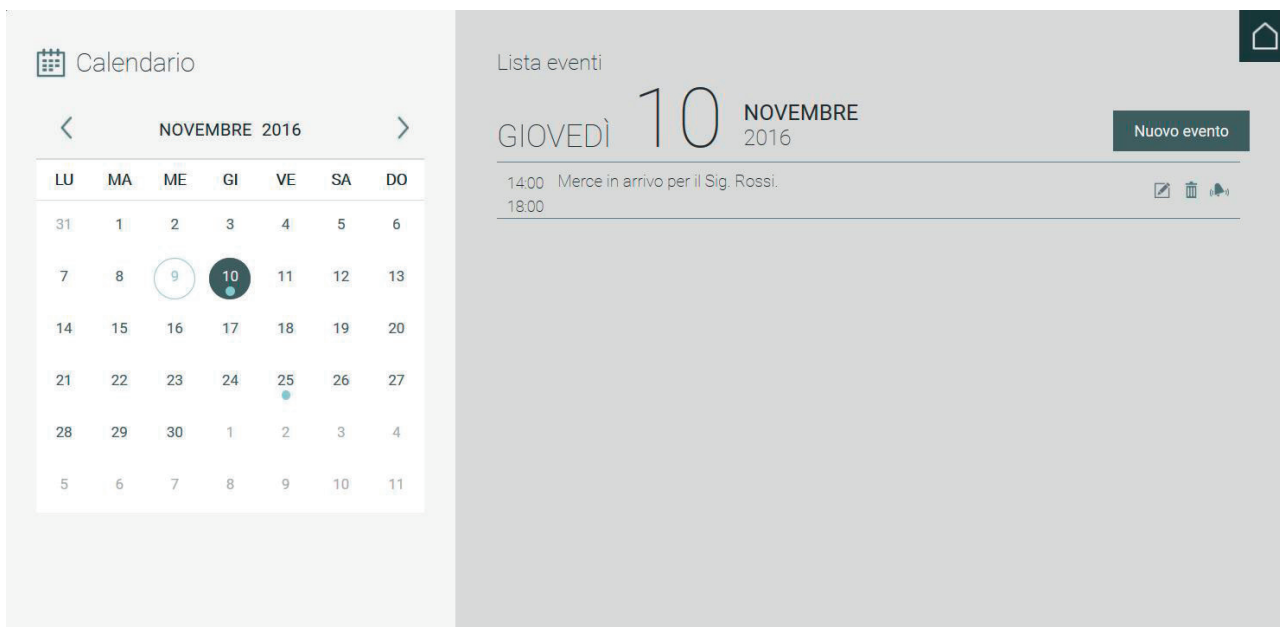 Calendario
NOVEMBRE 2016
LU MA ME GI VE SA DO
31 1 2 3 4 5 6
7 8 9 10 11 12 13
14 15 16 17 18 19 20
21 22 23 24 25 26 27
28 29 30 1 2 3 4
5 6 7 8 9 10 11
Lista eventi
GIOVEDÌ 10 NOVEMBRE
2016
Nuovo evento
14:00 Merce in arrivo per il Sig. Rossi.
18:00